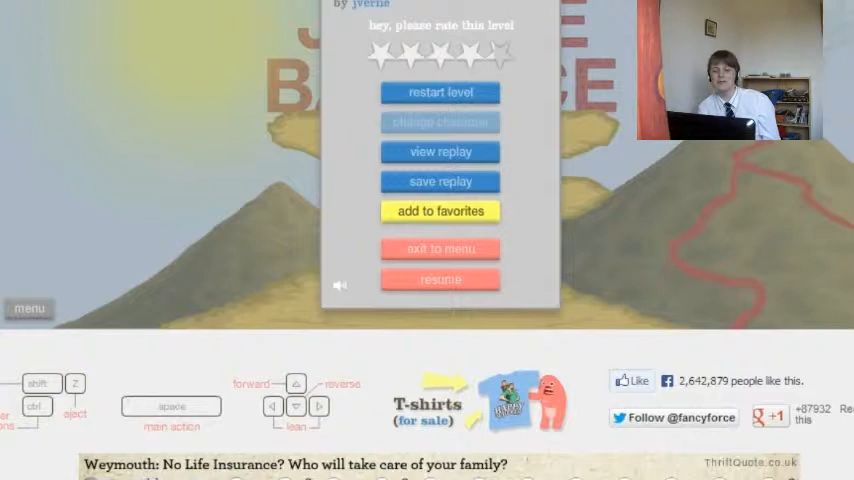 by jverne
hey, please rate this level
restart level
change character
view replay
save replay
add to favorites
exit to menu
resume
menu
shift Z
ctrl
eject
space
main action
forward
reverse
lean
T-shirts
(for sale)
Like 2,642,879 people like this.
Follow @fancyforce
+1 +87932
this
Weymouth: No Life Insurance? Who will take care of your family?
ThriftQuote.co.uk